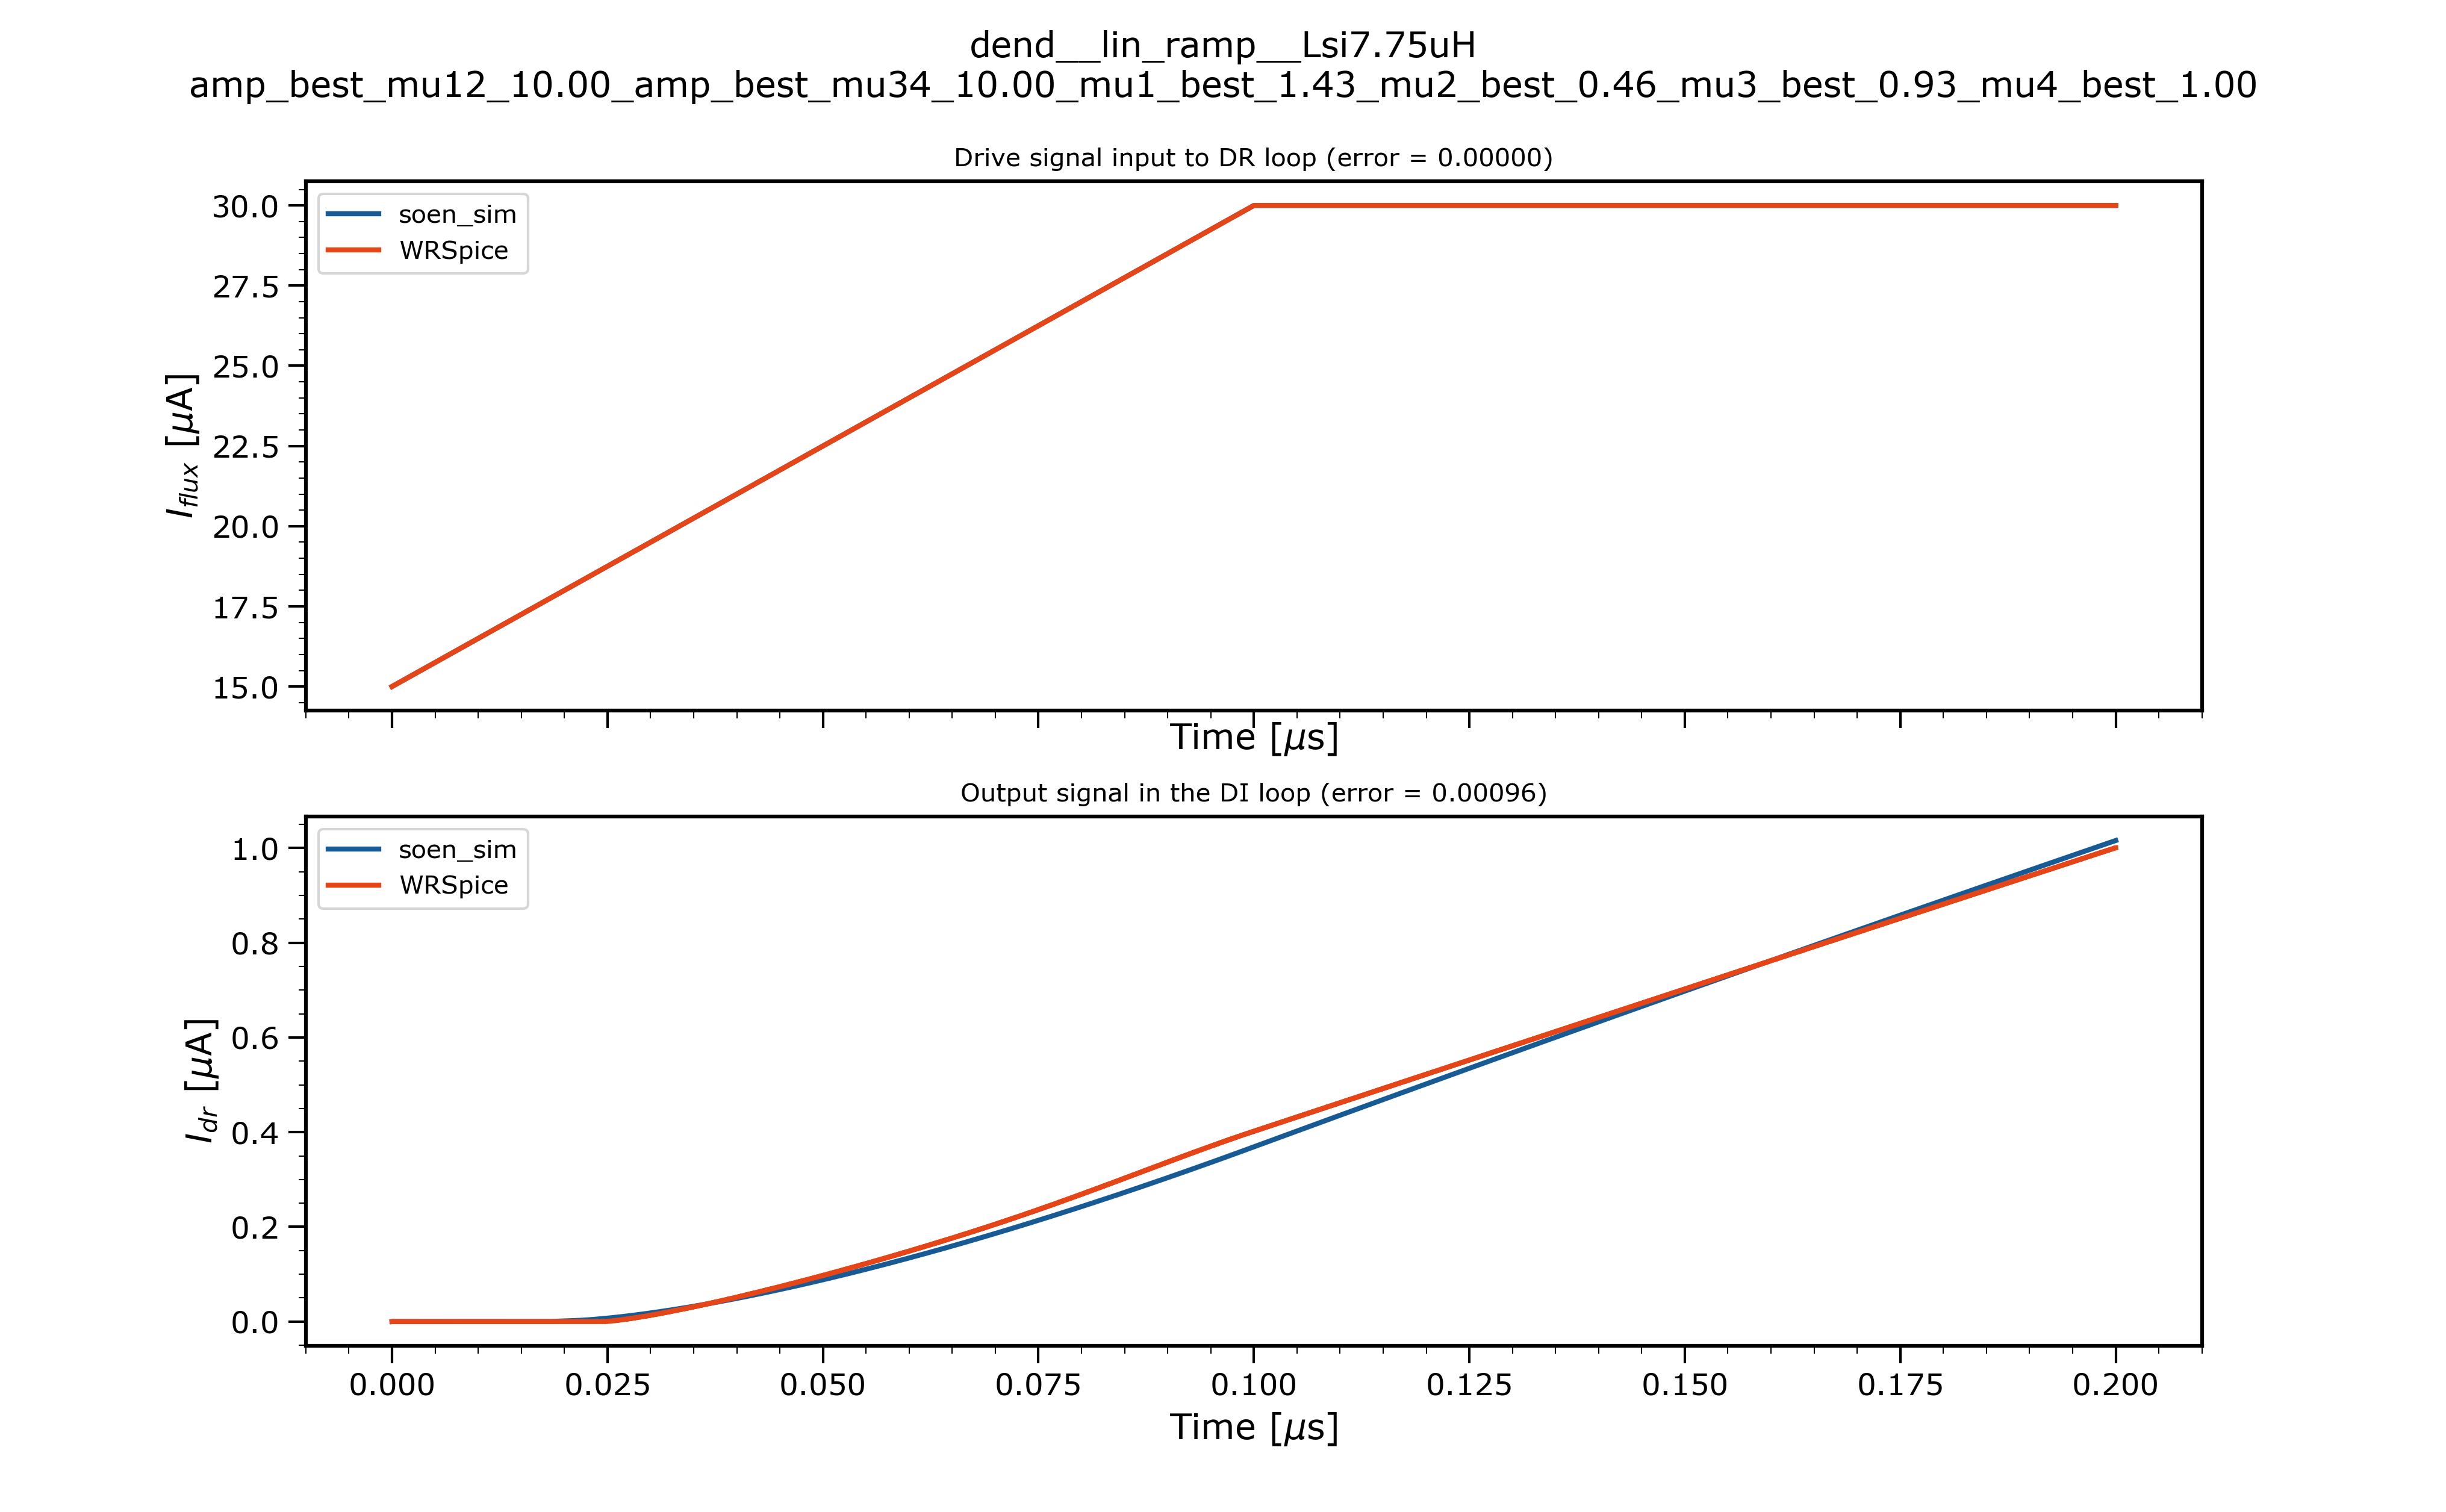 dend__lin_ramp__Lsi7.75uH
amp_best_mu12_10.00_amp_best_mu34_10.00_mu1_best_1.43_mu2_best_0.46_mu3_best_0.93_mu4_best_1.00
Drive signal input to DR loop (error = 0.00000)
soen_sim
WRSpice
30.0
27.5
25.0
22.5
20.0
17.5
15.0
I_flux [μA]
Time [μs]
Output signal in the DI loop (error = 0.00096)
soen_sim
WRSpice
1.0
0.8
0.6
0.4
0.2
0.0
I_dr [μA]
0.000 0.025 0.050 0.075 0.100 0.125 0.150 0.175 0.200
Time [μs]